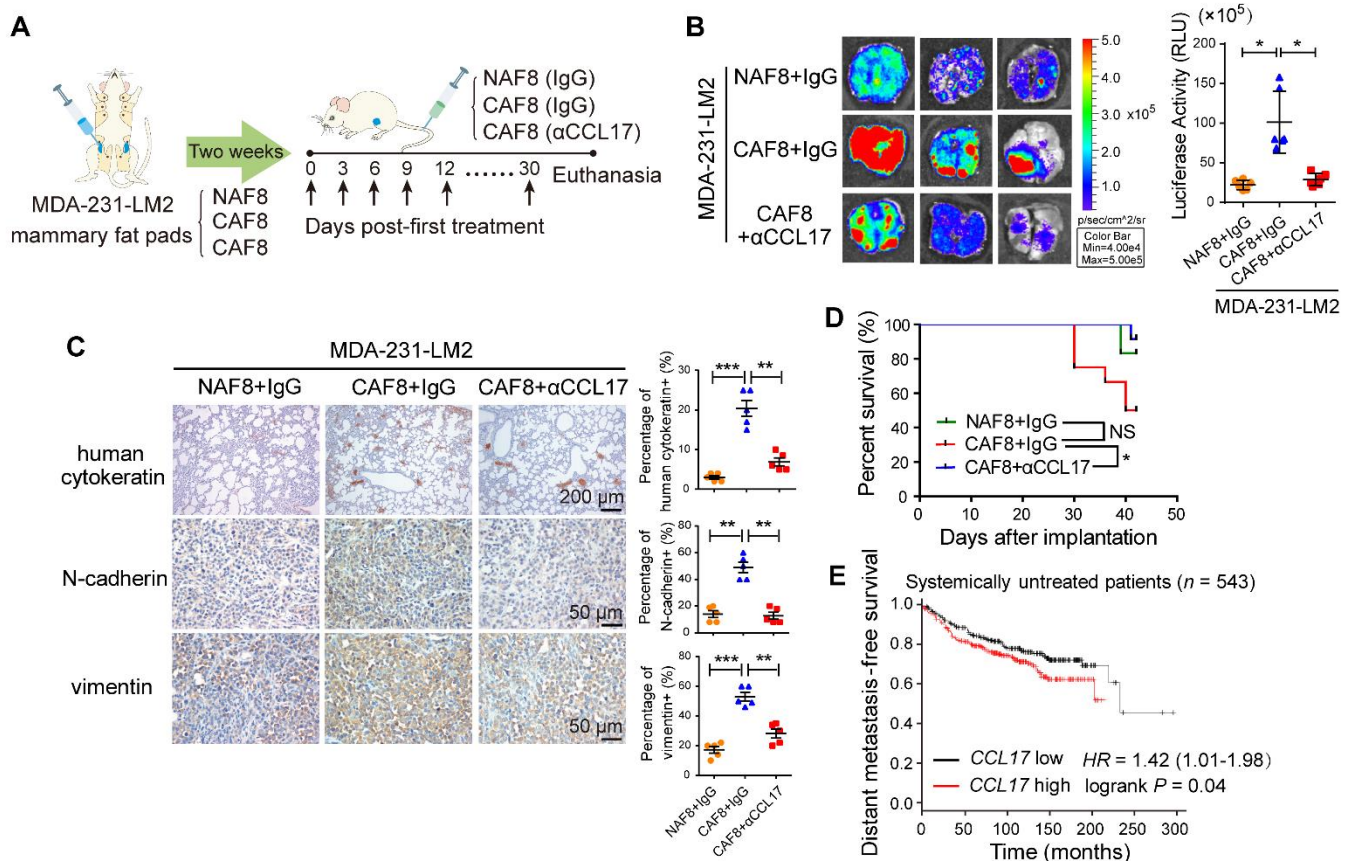 A
NAF8 (IgG)
CAF8 (IgG)
CAF8 (αCCL17)
Two weeks
0 3 6 9 12 ...... 30 Euthanasia
Days post-first treatment
MDA-231-LM2
mammary fat pads
NAF8
CAF8
CAF8
B
MDA-231-LM2
NAF8+IgG
CAF8+IgG
CAF8
+αCCL17
5.0
4.0
3.0
×10⁵
2.0
1.0
p/sec/cm^2/sr
Color Bar
Min=4.00e4
Max=5.00e5
(×10⁵)
Luciferase Activity (RLU)
200
150
100
50
0
* *
NAF8+IgG
CAF8+IgG
CAF8+αCCL17
MDA-231-LM2
C
MDA-231-LM2
NAF8+IgG CAF8+IgG CAF8+αCCL17
human
cytokeratin
200 µm
N-cadherin
50 µm
vimentin
50 µm
Percentage of
human cytokeratin+ (%)
30
20
10
0
*** **
Percentage of
N-cadherin+ (%)
80
60
40
20
0
** **
Percentage of
vimentin+ (%)
80
60
40
20
0
*** **
NAF8+IgG
CAF8+IgG
CAF8+αCCL17
D
Percent survival (%)
100
80
60
40
20
0
NAF8+IgG
CAF8+IgG
CAF8+αCCL17
NS
*
0 10 20 30 40 50
Days after implantation
E
Systemically untreated patients (n = 543)
Distant metastasis-free survival
1.0
0.8
0.6
0.4
0.2
0.0
CCL17 low HR = 1.42 (1.01-1.98)
CCL17 high logrank P = 0.04
0 50 100 150 200 250 300
Time (months)